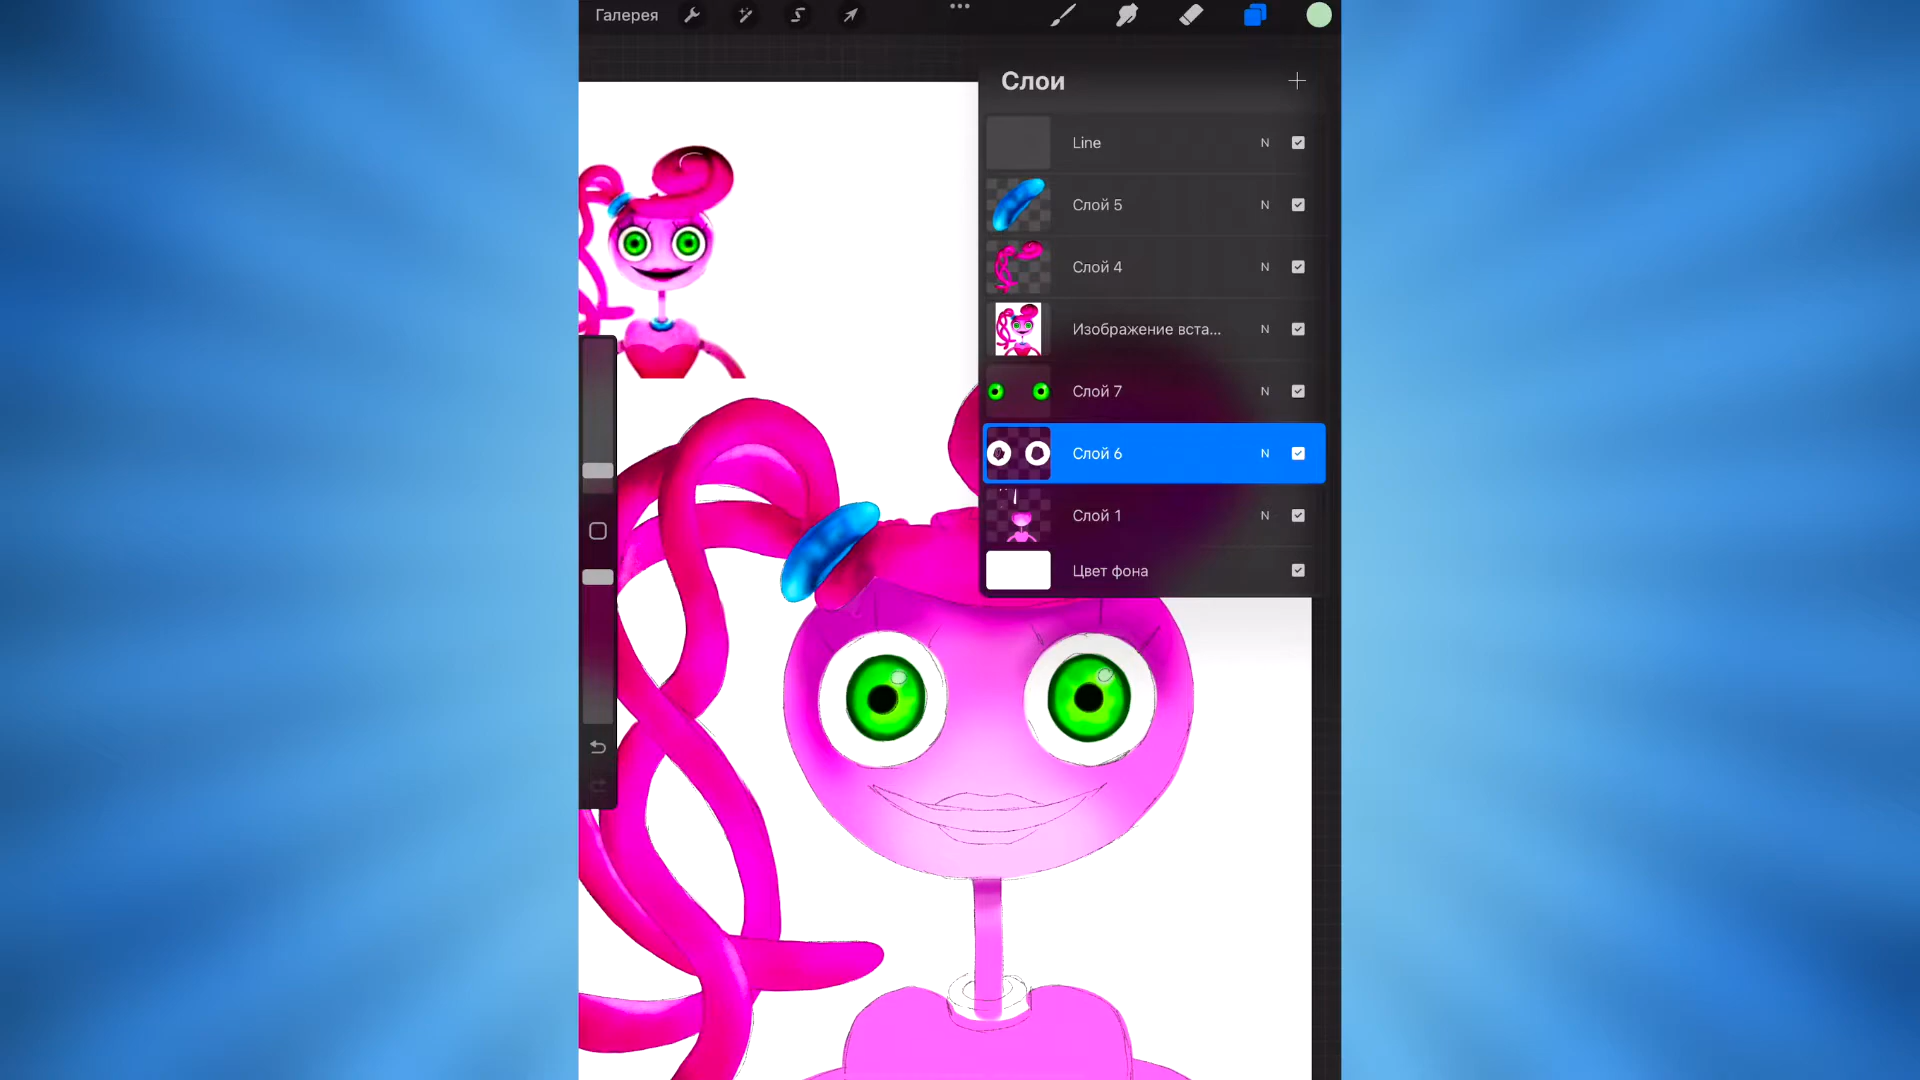 Галерея
Слои
Line N
Слой 5 N
Слой 4 N
Изображение вста... N
Слой 7 N
Слой 6 N
Слой 1 N
Цвет фона